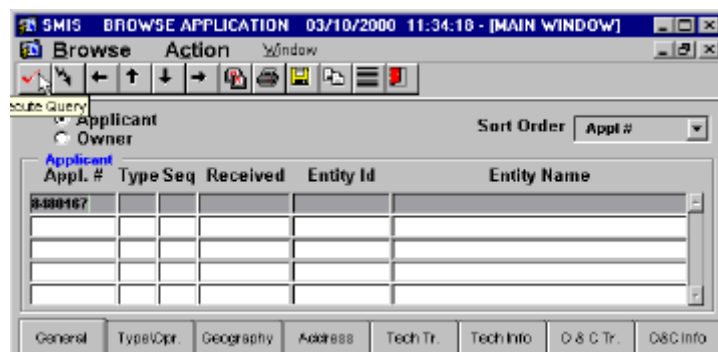 SMIS BROWSE APPLICATION 03/10/2000 11:34:18 - [MAIN WINDOW]
Browse Action Window
ecute Query
Applicant Sort Order Appl #
Owner
Applicant
Appl. # Type Seq Received Entity Id Entity Name
8480167
General Type\Opr. Geography Address Tech Tr. Tech Info O & C Tr. O&C Info